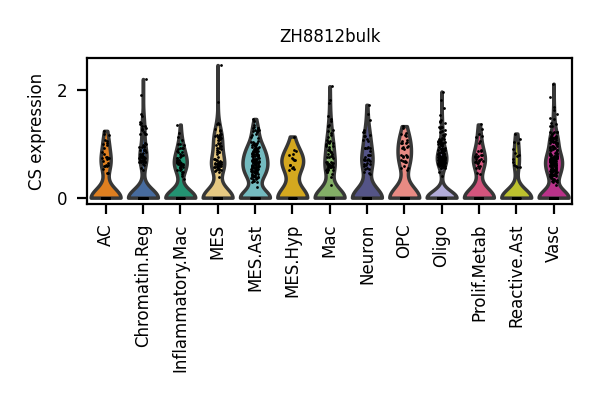 ZH8812bulk
CS expression
2
0
AC
Chromatin.Reg
Inflammatory.Mac
MES
MES.Ast
MES.Hyp
Mac
Neuron
OPC
Oligo
Prolif.Metab
Reactive.Ast
Vasc